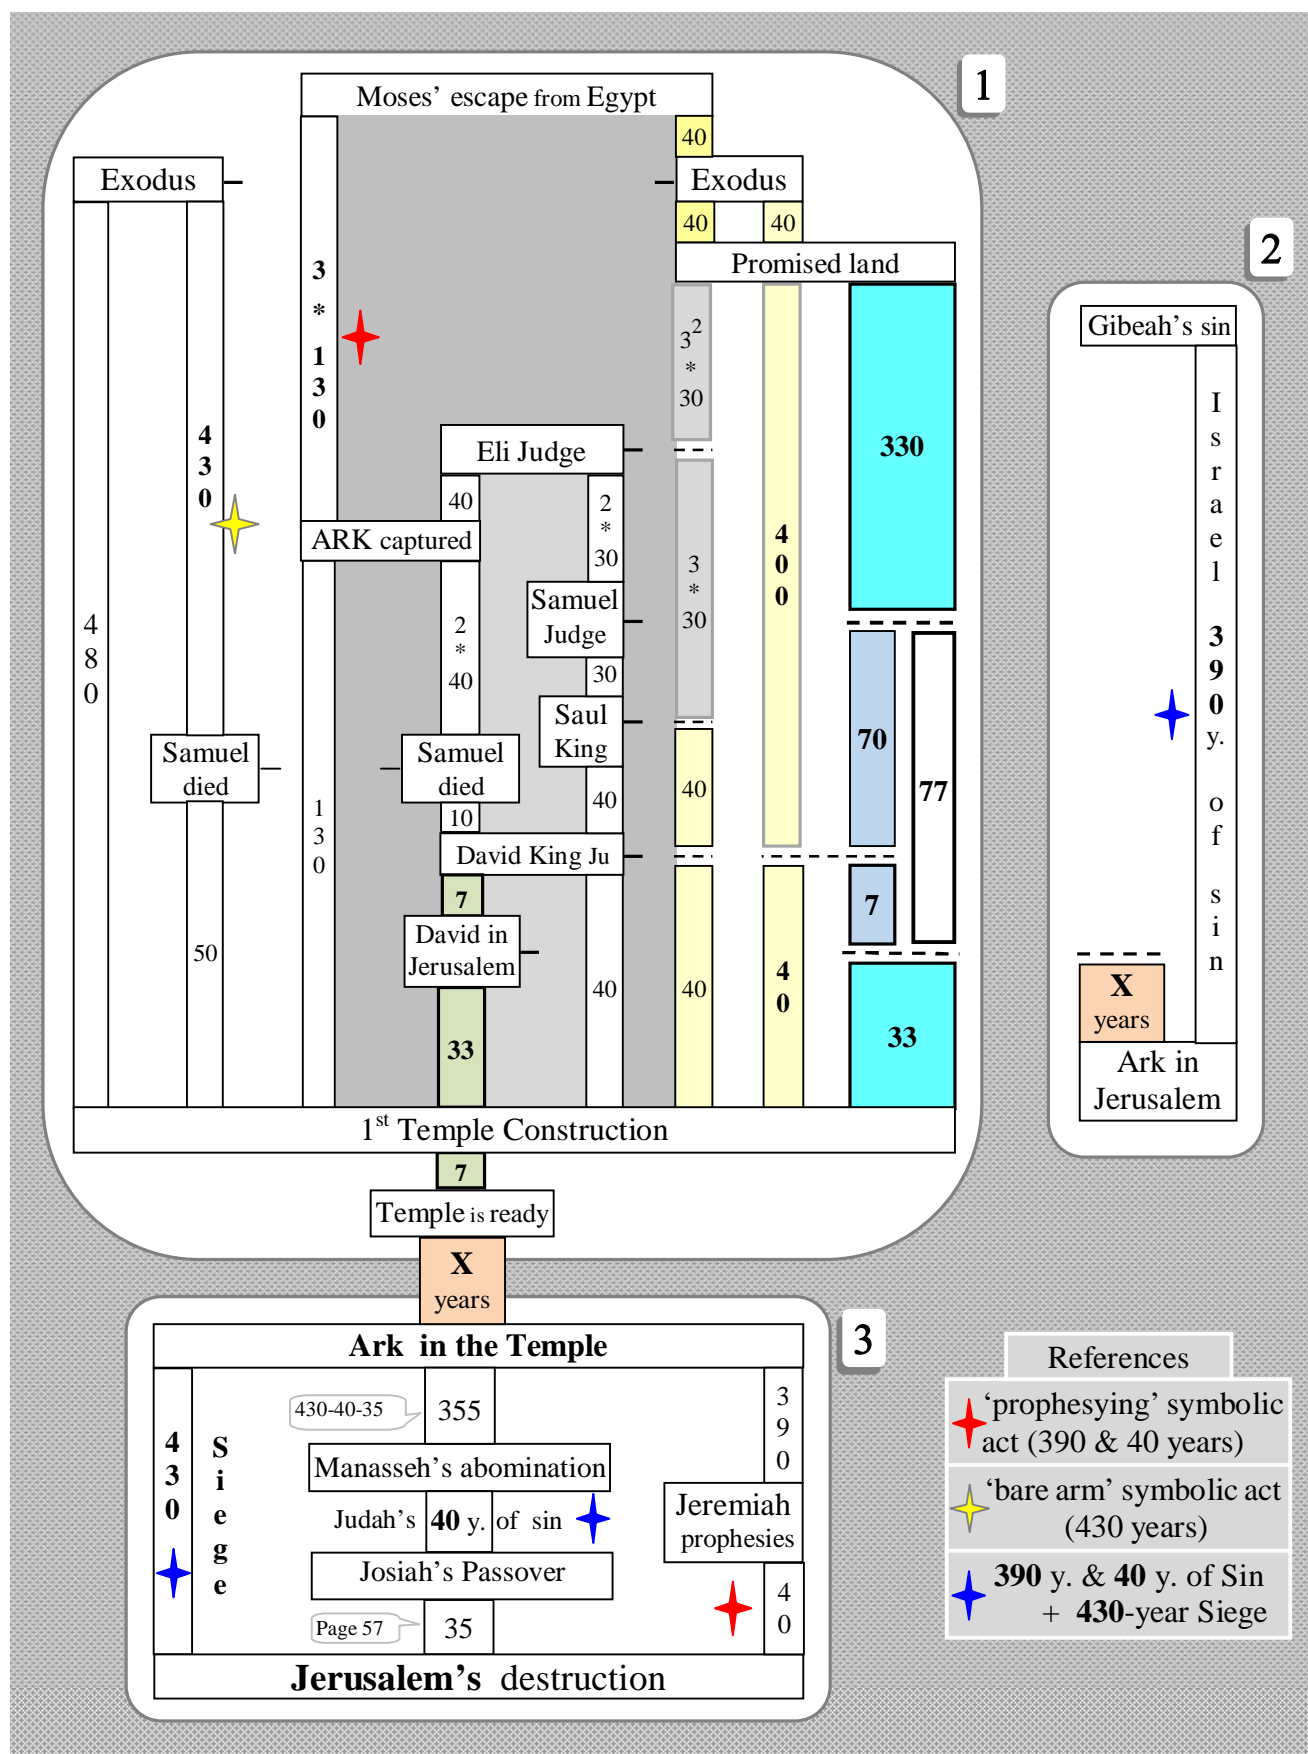 1
Moses’ escape from Egypt
40
Exodus
Exodus
40
40
Promised land
3
*
1
3
0
3²
*
30
330
4
3
0
Eli Judge
40
2
*
30
ARK captured
4
0
0
3
*
30
Samuel
Judge
4
8
0
2
*
40
30
Saul
King
70
77
Samuel
died
Samuel
died
40
40
1
3
0
10
David King Ju
7
7
David in
Jerusalem
50
40
40
4
0
33
33
1st Temple Construction
7
Temple is ready
X
years
2
Gibeah’s sin
I
s
r
a
e
l
3
9
0
y.
o
f
s
i
n
X
years
Ark in
Jerusalem
3
Ark in the Temple
430-40-35
355
3
9
0
4
3
0
S
i
e
g
e
Manasseh’s abomination
Judah’s 40 y. of sin
Jeremiah
prophesies
Josiah’s Passover
4
0
Page 57
35
Jerusalem’s destruction
References
‘prophesying’ symbolic
act (390 & 40 years)
‘bare arm’ symbolic act
(430 years)
390 y. & 40 y. of Sin
+ 430-year Siege